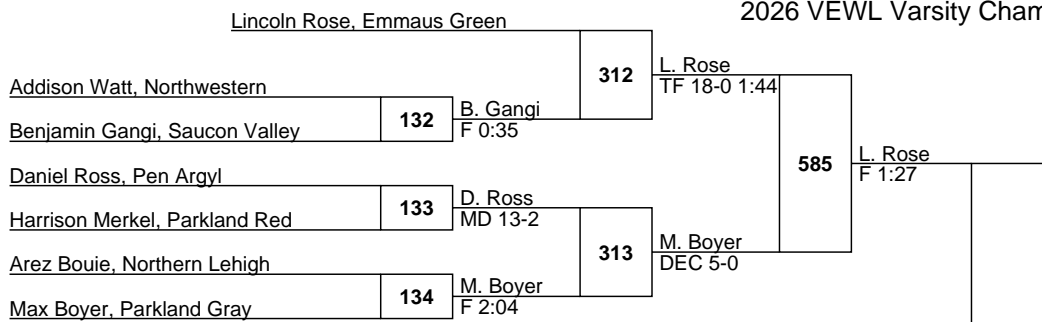 2026 VEWL Varsity Cham
Lincoln Rose, Emmaus Green
312
L. Rose
TF 18-0 1:44
Addison Watt, Northwestern
132
B. Gangi
F 0:35
Benjamin Gangi, Saucon Valley
585
L. Rose
F 1:27
Daniel Ross, Pen Argyl
133
D. Ross
MD 13-2
Harrison Merkel, Parkland Red
313
M. Boyer
DEC 5-0
Arez Bouie, Northern Lehigh
134
M. Boyer
F 2:04
Max Boyer, Parkland Gray